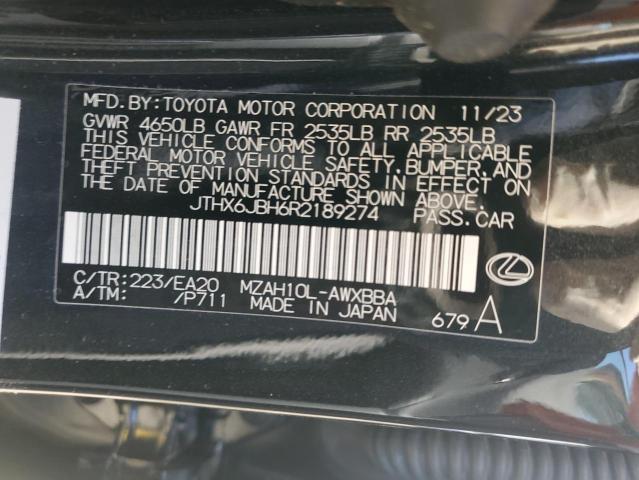 MFD.BY:TOYOTA MOTOR CORPORATION 11/23
GVWR 4650LB GAWR FR 2535LB RR 2535LB
THIS VEHICLE CONFORMS TO ALL APPLICABLE
FEDERAL MOTOR VEHICLE SAFETY,BUMPER,AND
THEFT PREVENTION STANDARDS IN EFFECT ON
THE DATE OF MANUFACTURE SHOWN ABOVE.
JTHX6JBH6R2189274 PASS.CAR
C/TR:223/EA20 MZAH10L-AWXBBA
A/TM: /P711 MADE IN JAPAN 679 A